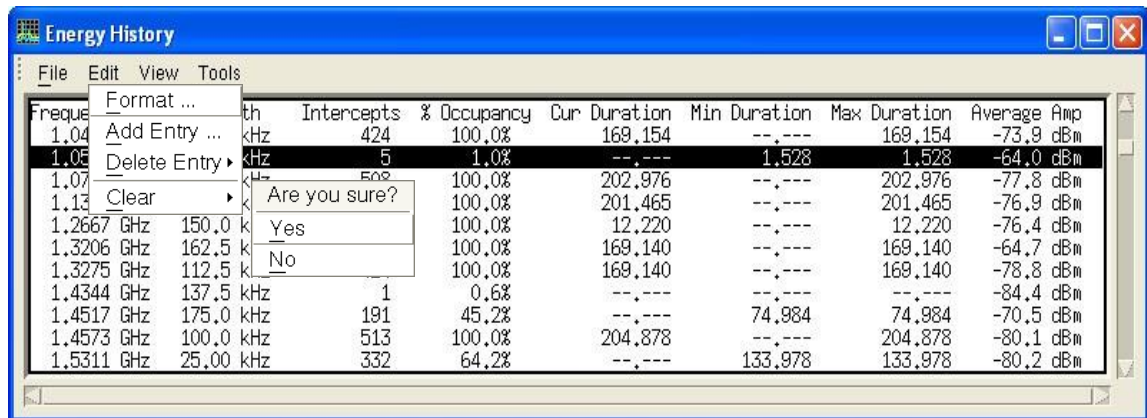 Energy History
File Edit View Tools
Freque th Intercepts % Occupancy Cur Duration Min Duration Max Duration Average Amp
Format ...
Add Entry ...
Delete Entry
Clear
Are you sure?
Yes
No
1.04 kHz 424 100.0% 169.154 --.--- 169.154 -73.9 dBm
1.05 kHz 5 1.0% --.--- 1.528 1.528 -64.0 dBm
1.07 100.0% 202.976 --.--- 202.976 -77.8 dBm
1.13 100.0% 201.465 --.--- 201.465 -76.9 dBm
1.2667 GHz 150.0 k 100.0% 12.220 --.--- 12.220 -76.4 dBm
1.3206 GHz 162.5 k 100.0% 169.140 --.--- 169.140 -64.7 dBm
1.3275 GHz 112.5 k 100.0% 169.140 --.--- 169.140 -78.8 dBm
1.4344 GHz 137.5 kHz 1 0.6% --.--- --.--- --.--- -84.4 dBm
1.4517 GHz 175.0 kHz 191 45.2% --.--- 74.984 74.984 -70.5 dBm
1.4573 GHz 100.0 kHz 513 100.0% 204.878 --.--- 204.878 -80.1 dBm
1.5311 GHz 25.00 kHz 332 64.2% --.--- 133.978 133.978 -80.2 dBm